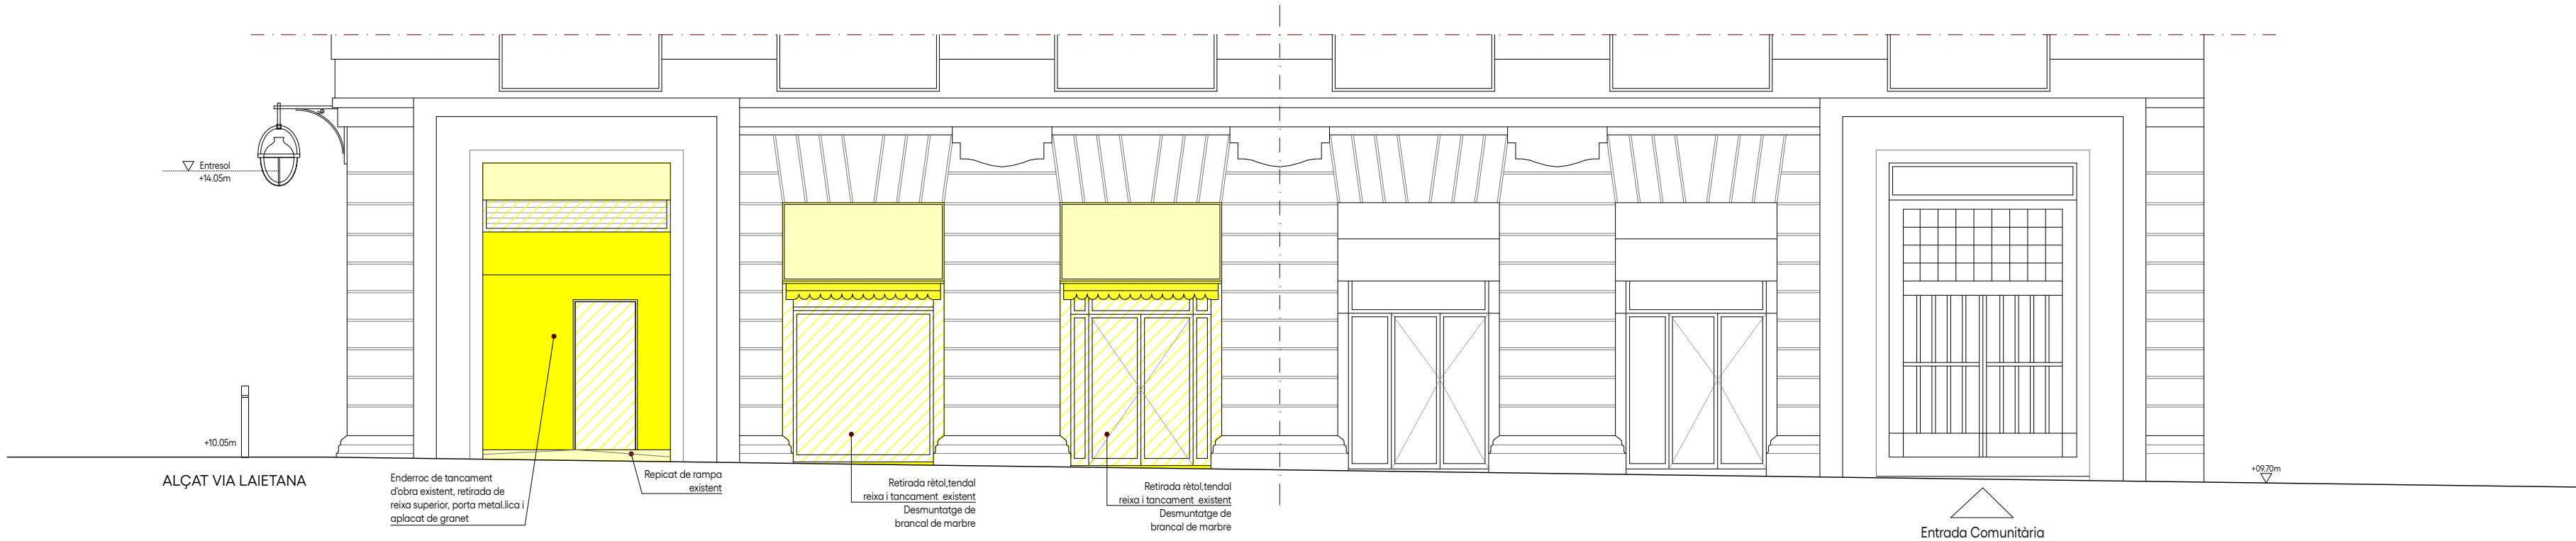 Entresol
+14.05m
+10.05m
ALÇAT VIA LAIETANA
Enderroc de tancament
d'obra existent, retirada de
reixa superior, porta metal.lica i
aplacat de granet
Repicat de rampa
existent
Retirada rètol,tendal
reixa i tancament existent
Desmuntatge de
brancal de marbre
Retirada rètol,tendal
reixa i tancament existent
Desmuntatge de
brancal de marbre
+09.70m
Entrada Comunitària